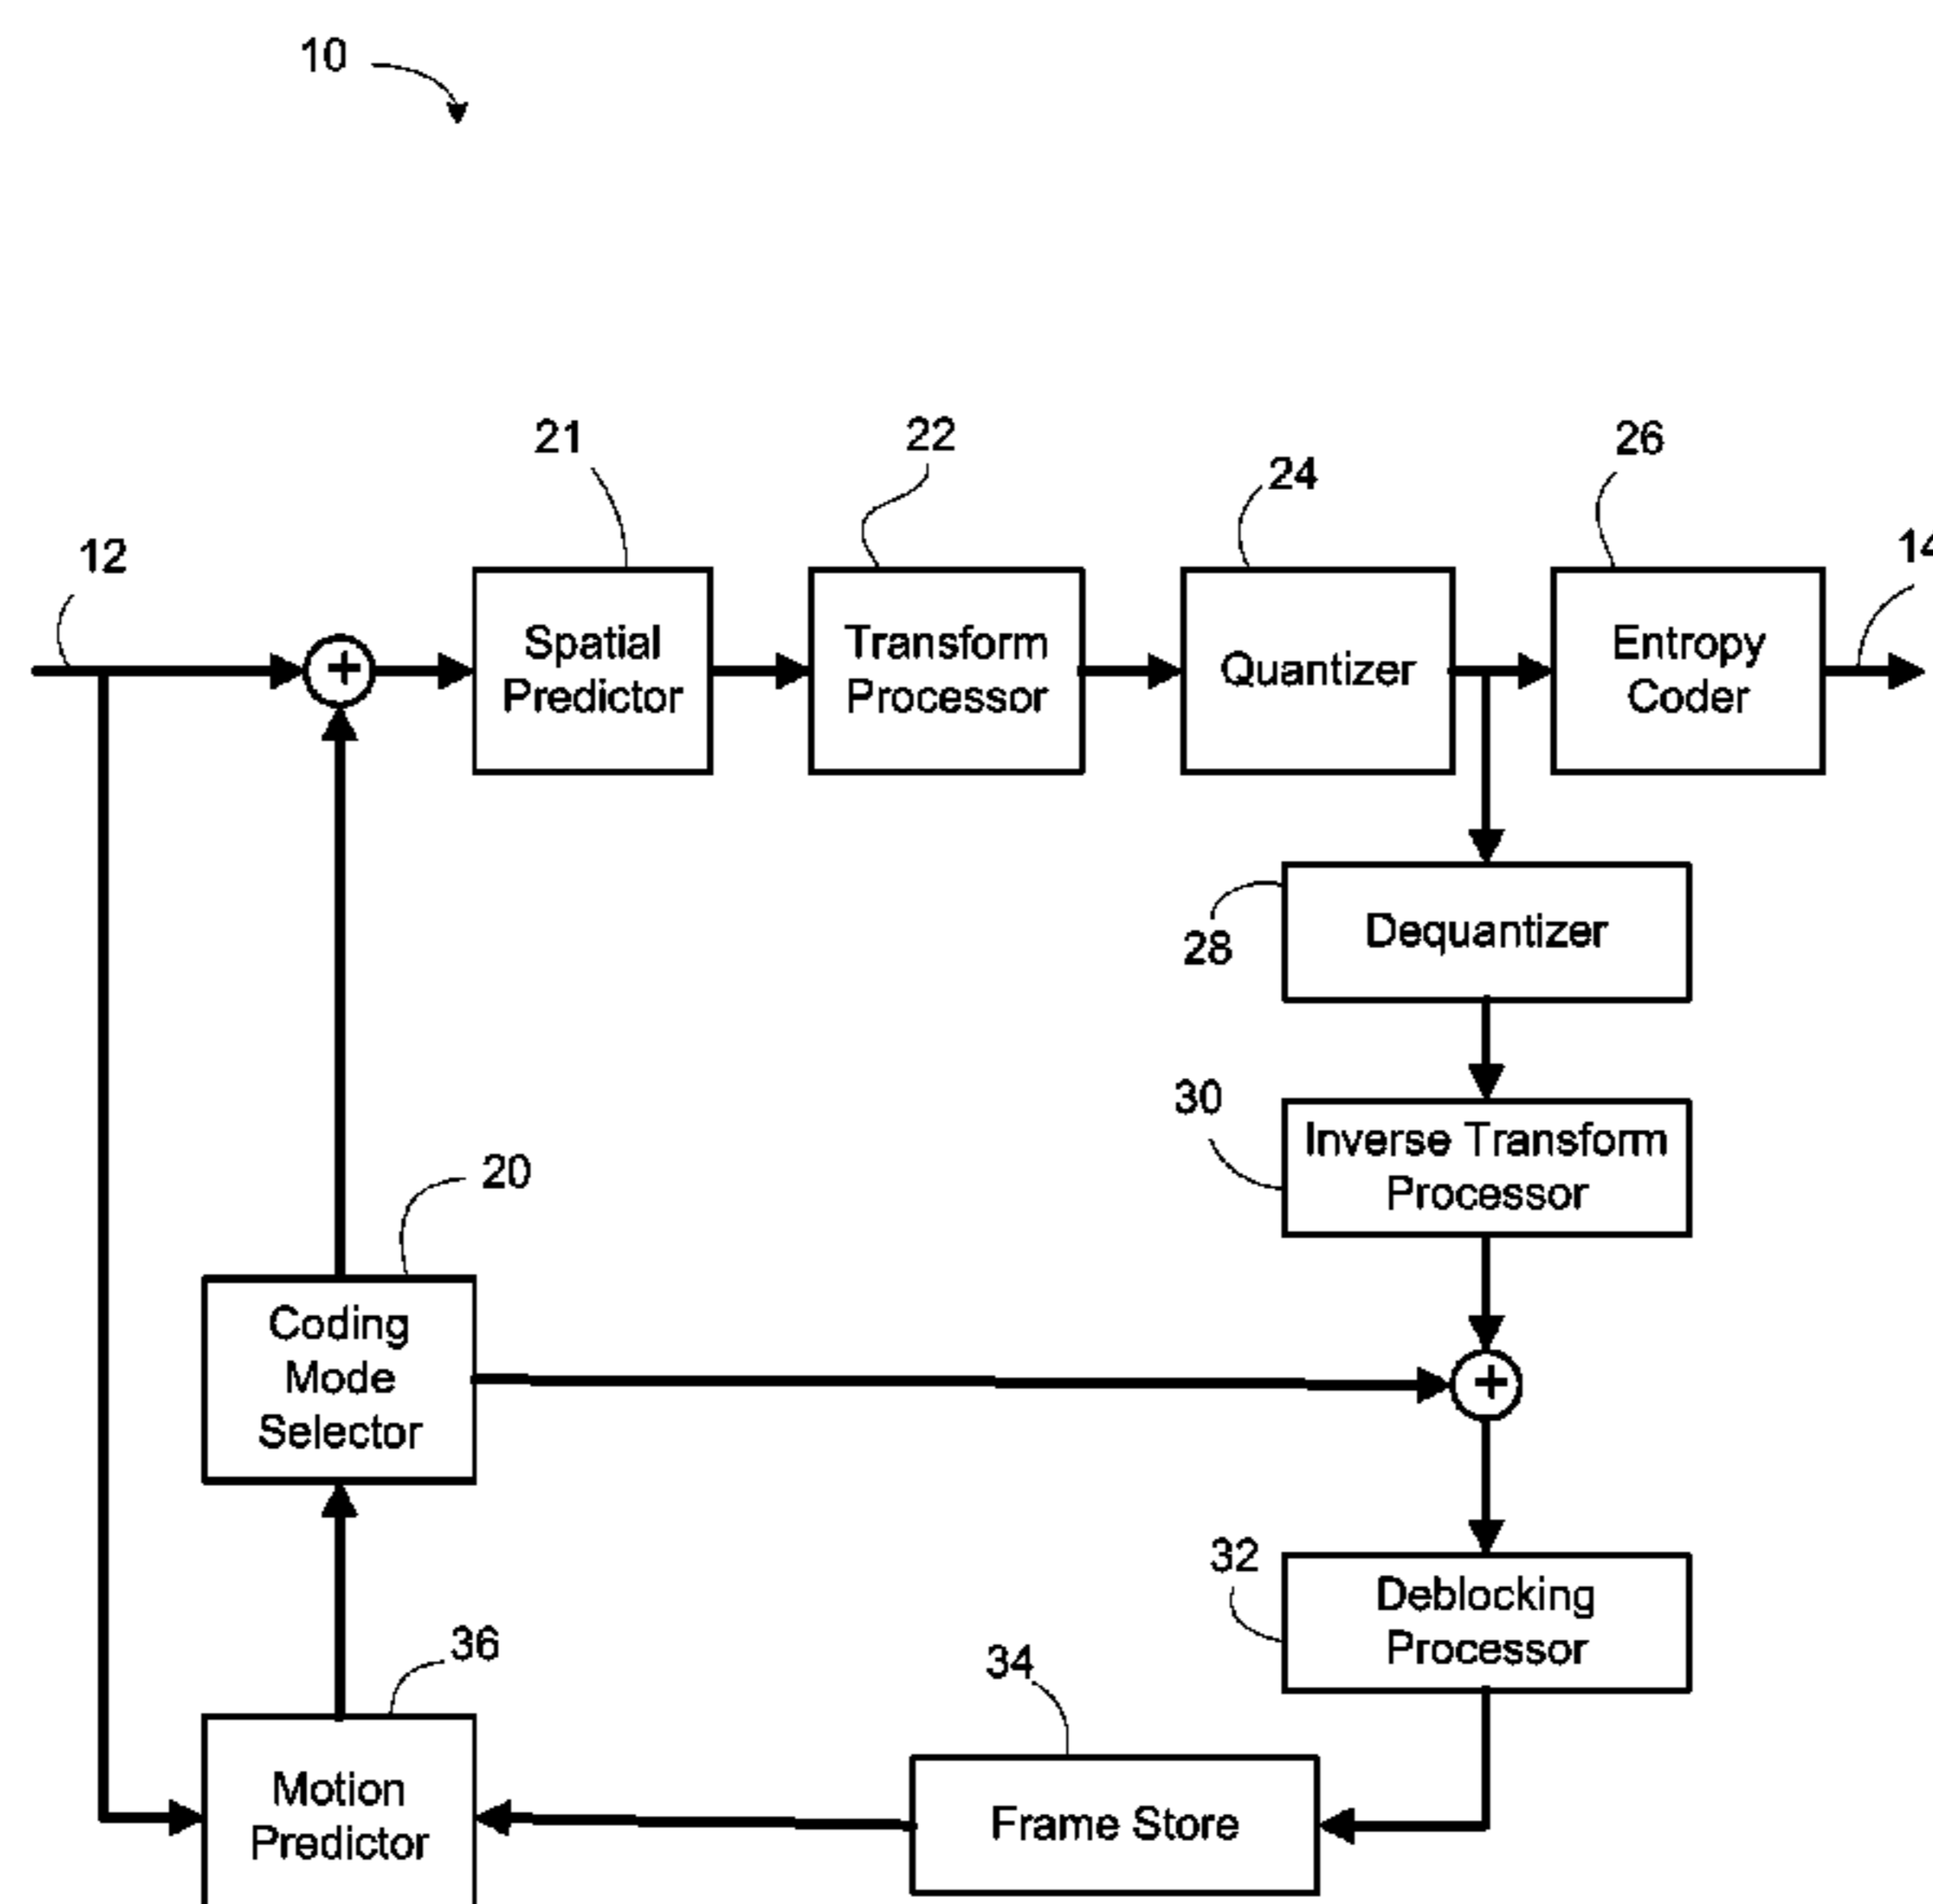 10
21
22
24
26
12
14
Spatial
Predictor
Transform
Processor
Quantizer
Entropy
Coder
+
28
Dequantizer
30
Inverse Transform
Processor
20
Coding
Mode
Selector
+
32
Deblocking
Processor
36
34
Motion
Predictor
Frame Store